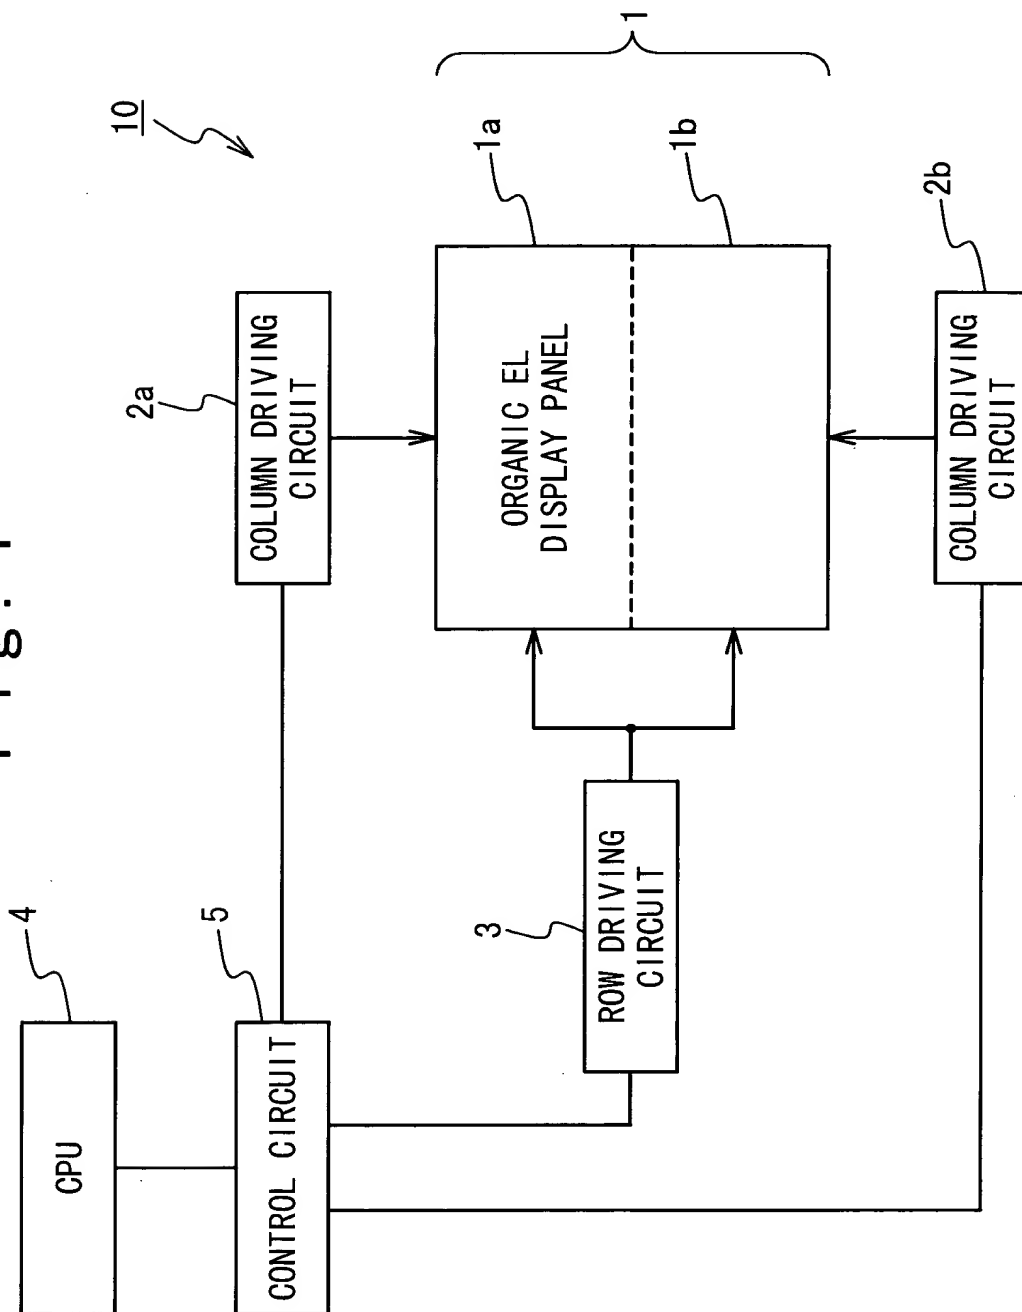 4
CPU
10
2a
5
COLUMN DRIVING
CIRCUIT
CONTROL CIRCUIT
3
1a
ORGANIC EL
DISPLAY PANEL
1
ROW DRIVING
CIRCUIT
1b
2b
COLUMN DRIVING
CIRCUIT